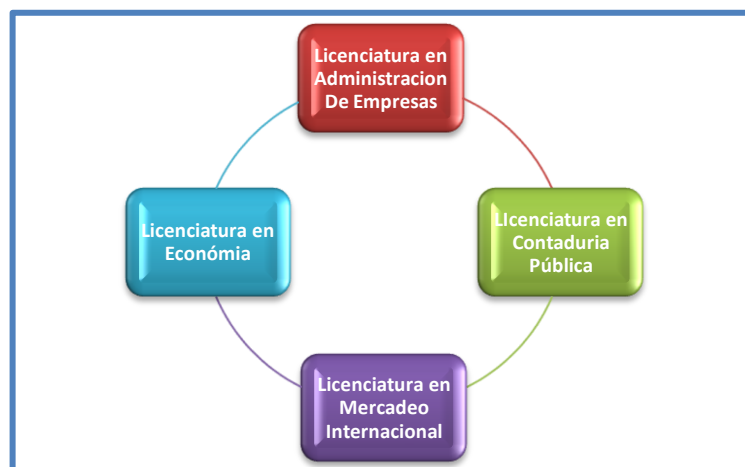 Licenciatura en
Administracion
De Empresas
LIcenciatura en
Contaduria
Pública
Licenciatura en
Mercadeo
Internacional
Licenciatura en
Económia